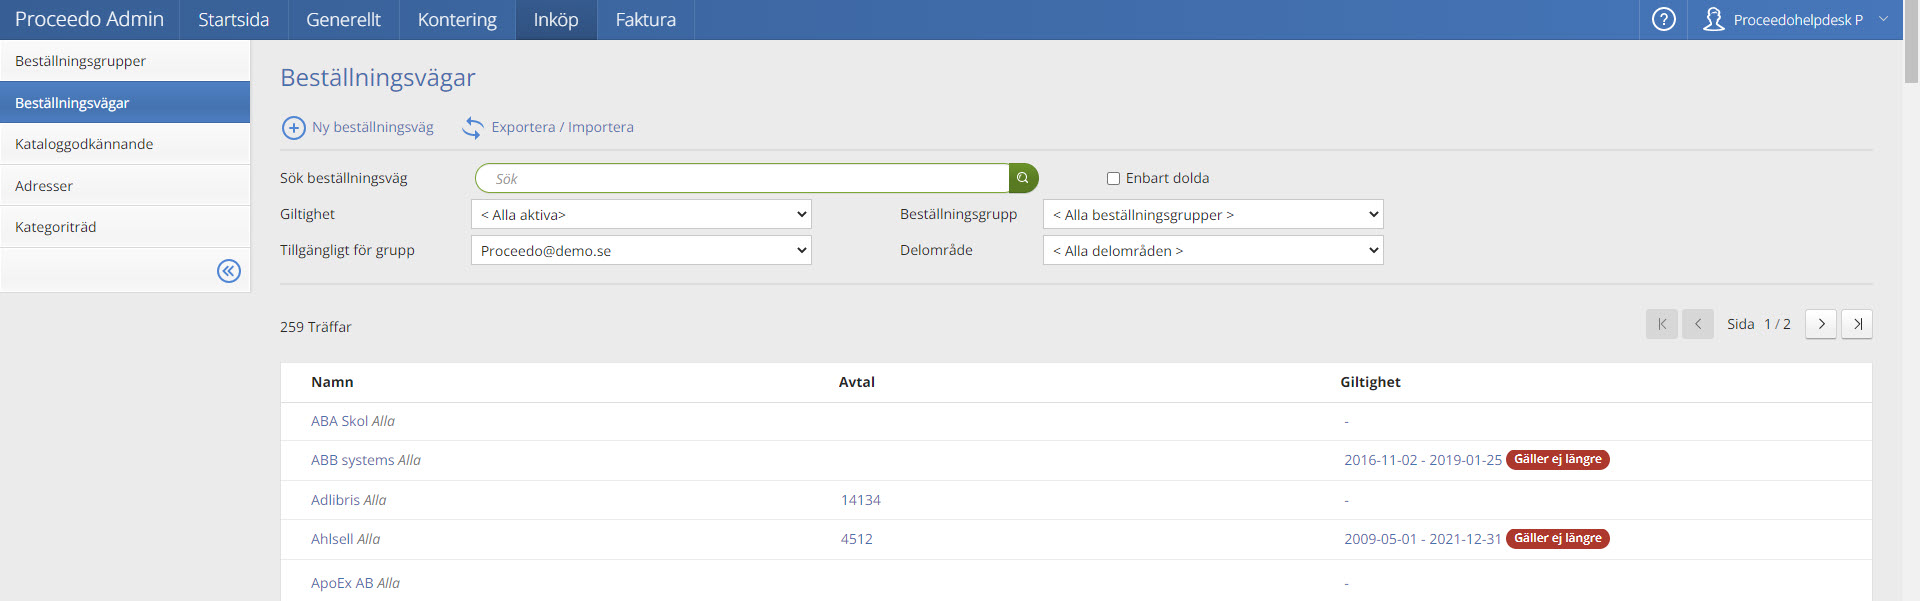 Proceedo Admin Startsida Generellt Kontering Inköp Faktura ? Proceedohelpdesk P
Beställningsgrupper
Beställningsvägar
Kataloggodkännande
Adresser
Kategoriträd
Beställningsvägar
Ny beställningsväg Exportera / Importera
Sök beställningsväg Sök Enbart dolda
Giltighet < Alla aktiva> Beställningsgrupp < Alla beställningsgrupper >
Tillgängligt för grupp Proceedo@demo.se Delområde < Alla delområden >
259 Träffar Sida 1 / 2
Namn Avtal Giltighet
ABA Skol Alla -
ABB systems Alla 2016-11-02 - 2019-01-25 Gäller ej längre
Adlibris Alla 14134 -
Ahlsell Alla 4512 2009-05-01 - 2021-12-31 Gäller ej längre
ApoEx AB Alla -